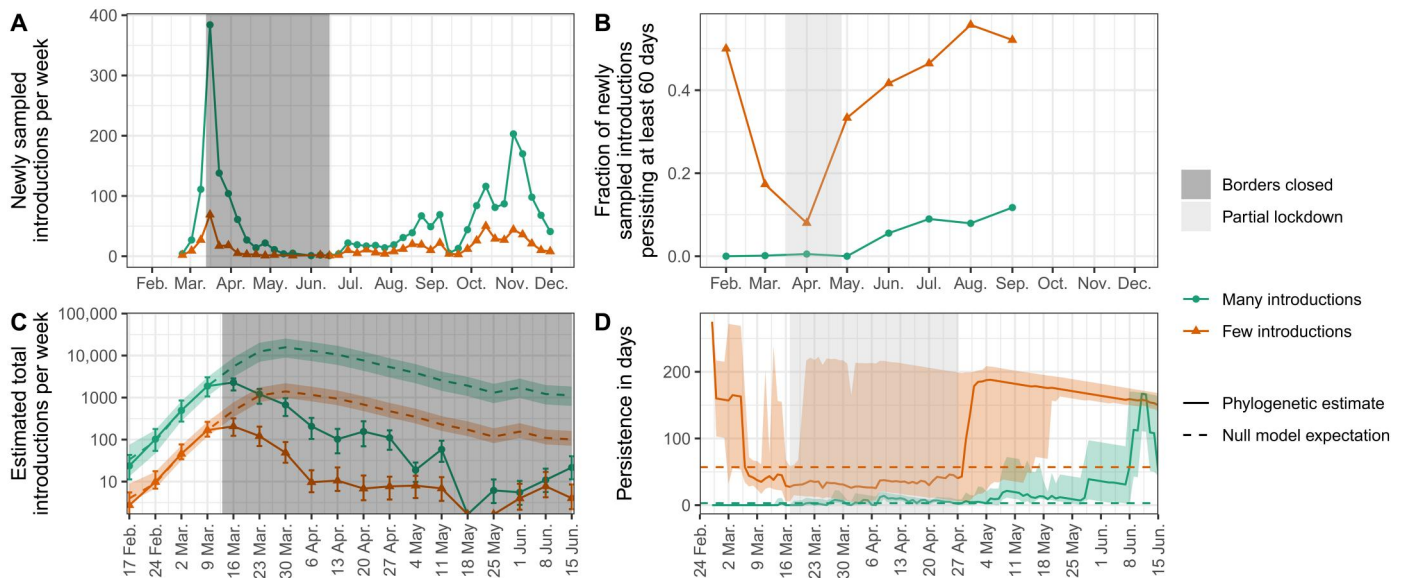 A
Newly sampled
introductions per week
400
300
200
100
0
Feb. Mar. Apr. May. Jun. Jul. Aug. Sep. Oct. Nov. Dec.
B
Fraction of newly
sampled introductions
persisting at least 60 days
0.4
0.2
0.0
Feb. Mar. Apr. May. Jun. Jul. Aug. Sep. Oct. Nov. Dec.
C
Estimated total
introductions per week
100,000
10,000
1000
100
10
17 Feb.
24 Feb.
2 Mar.
9 Mar.
16 Mar.
23 Mar.
30 Mar.
6 Apr.
13 Apr.
20 Apr.
27 Apr.
4 May
11 May
18 May
25 May
1 Jun.
8 Jun.
15 Jun.
D
Persistence in days
200
100
0
24 Feb.
2 Mar.
9 Mar.
16 Mar.
23 Mar.
30 Mar.
6 Apr.
13 Apr.
20 Apr.
27 Apr.
4 May
11 May
18 May
25 May
1 Jun.
8 Jun.
15 Jun.
Borders closed
Partial lockdown
Many introductions
Few introductions
Phylogenetic estimate
Null model expectation